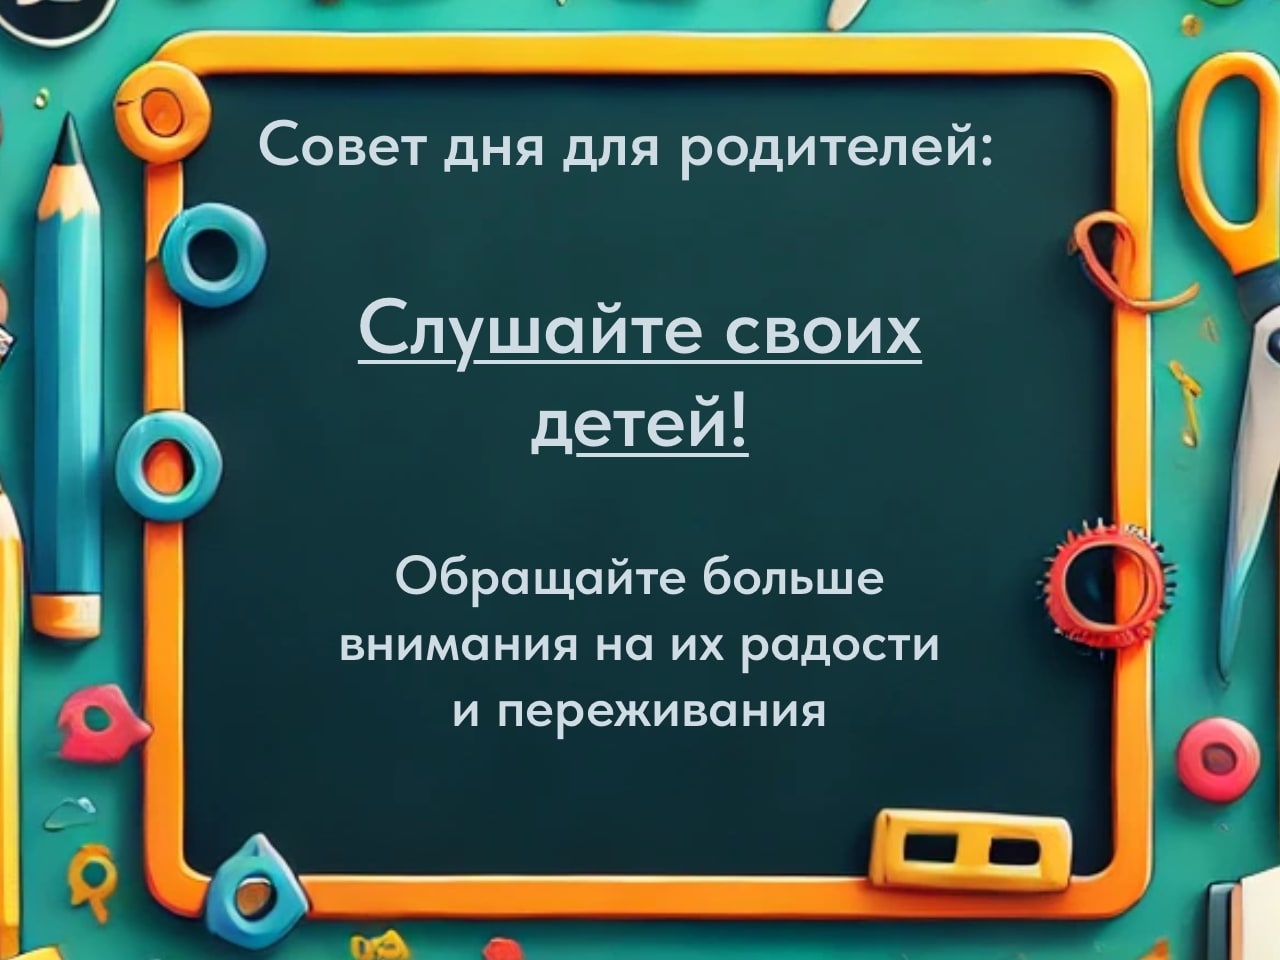 Совет дня для родителей:
Слушайте своих
детей!
Обращайте больше
внимания на их радости
и переживания